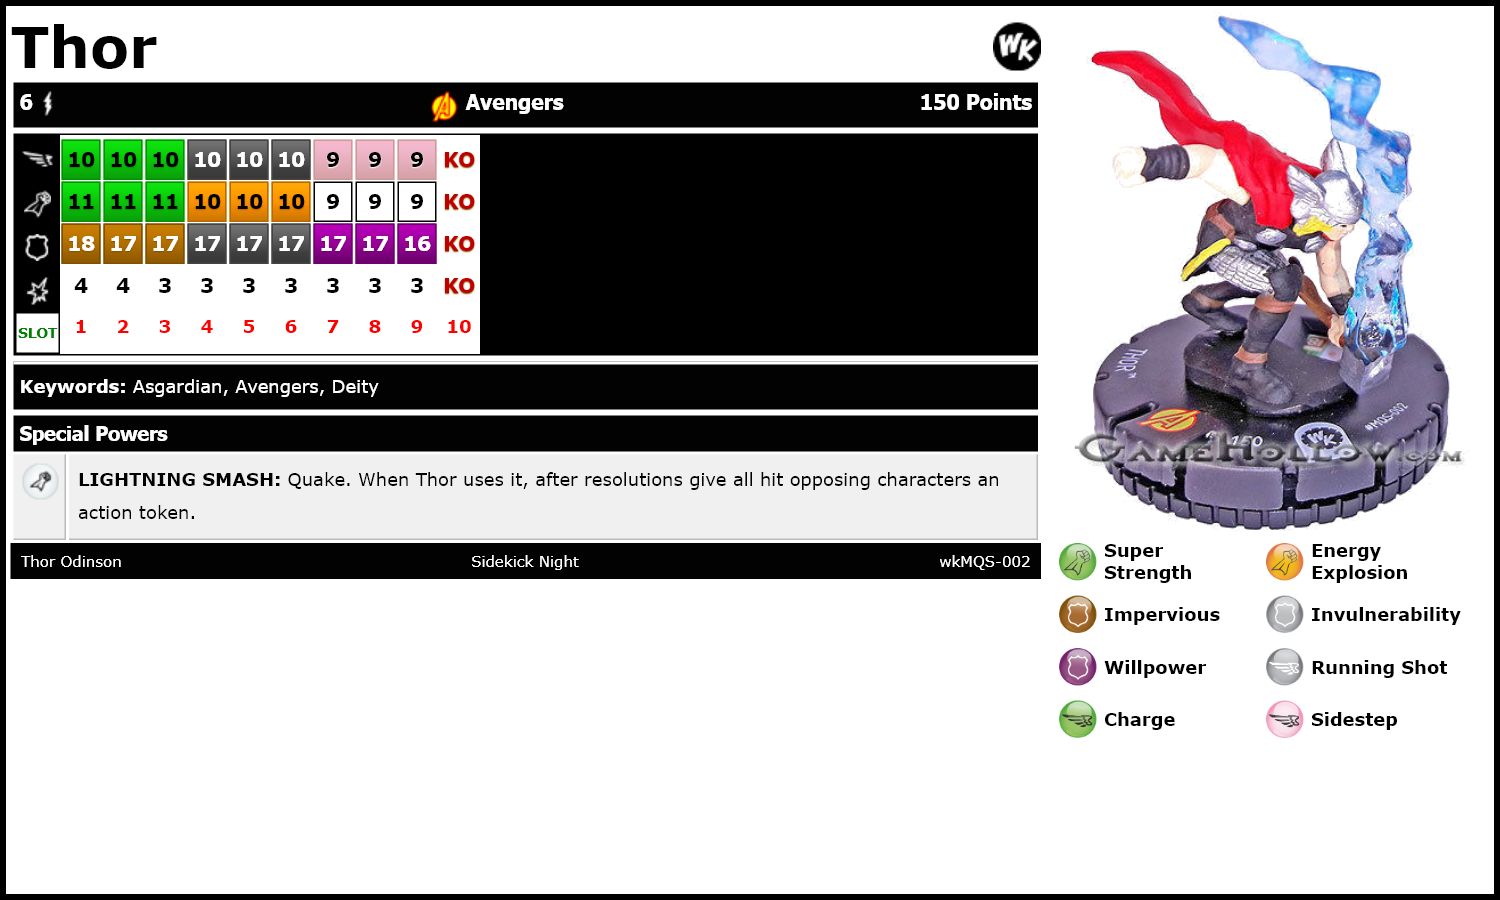 Thor
WK
6 Avengers 150 Points
10 10 10 10 10 10 9 9 9 KO
11 11 11 10 10 10 9 9 9 KO
18 17 17 17 17 17 17 17 16 KO
4 4 3 3 3 3 3 3 3 KO
SLOT 1 2 3 4 5 6 7 8 9 10
Keywords: Asgardian, Avengers, Deity
Special Powers
LIGHTNING SMASH: Quake. When Thor uses it, after resolutions give all hit opposing characters an
action token.
Thor Odinson Sidekick Night wkMQS-002
THOR™
#MQS-002
150
WK
GameHollow.com
Super
Strength
Energy
Explosion
Impervious
Invulnerability
Willpower
Running Shot
Charge
Sidestep